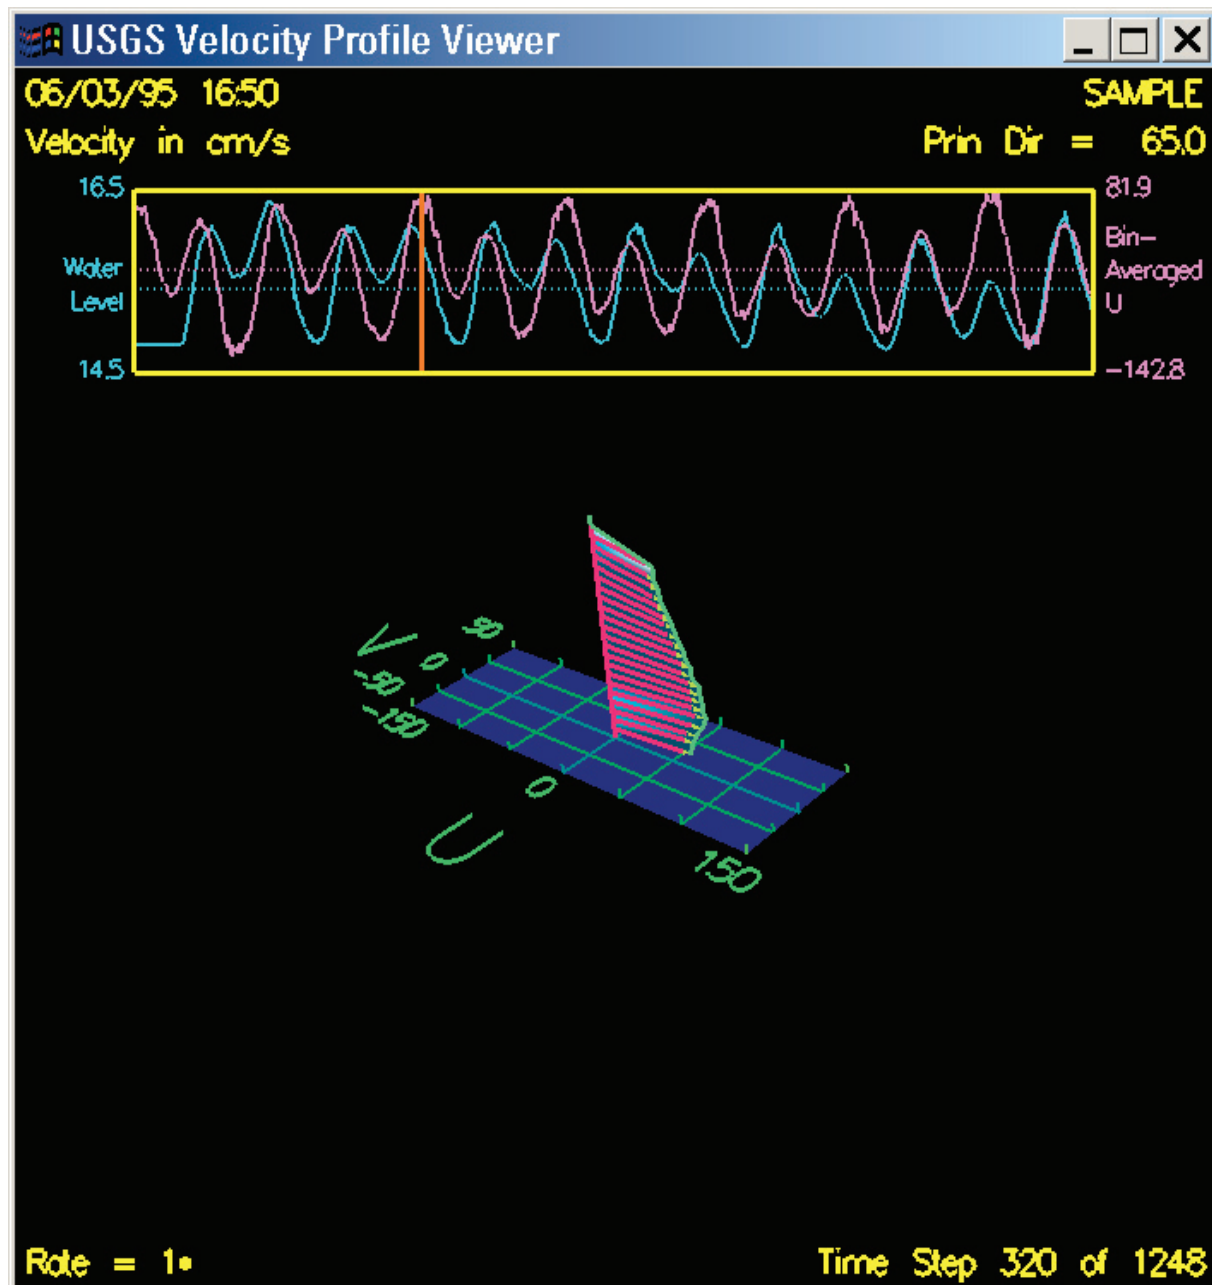 USGS Velocity Profile Viewer
06/03/95 16:50 SAMPLE
Velocity in cm/s Prin Dir = 65.0
16.5 81.9
Water Bin-
Level Averaged
U
14.5 -142.8
V 90
0
-90
-150
0
U
150
Rate = 1
Time Step 320 of 1248